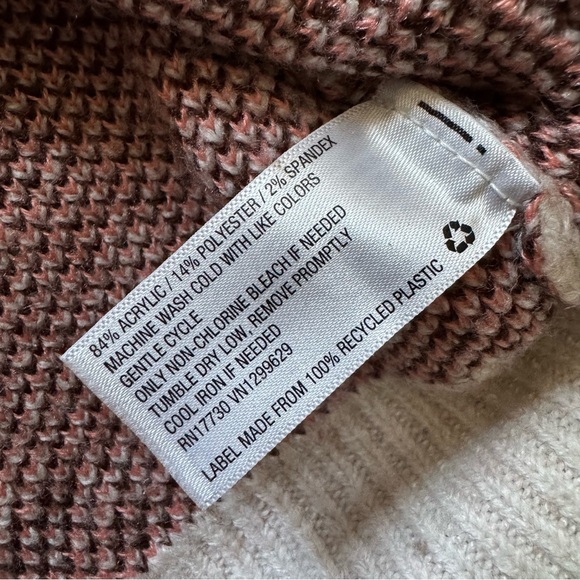 84% ACRYLIC / 14% POLYESTER / 2% SPANDEX
MACHINE WASH COLD WITH LIKE COLORS
GENTLE CYCLE
ONLY NON-CHLORINE BLEACH IF NEEDED
TUMBLE DRY LOW, REMOVE PROMPTLY
COOL IRON IF NEEDED
RN17730 VN1299629
LABEL MADE FROM 100% RECYCLED PLASTIC